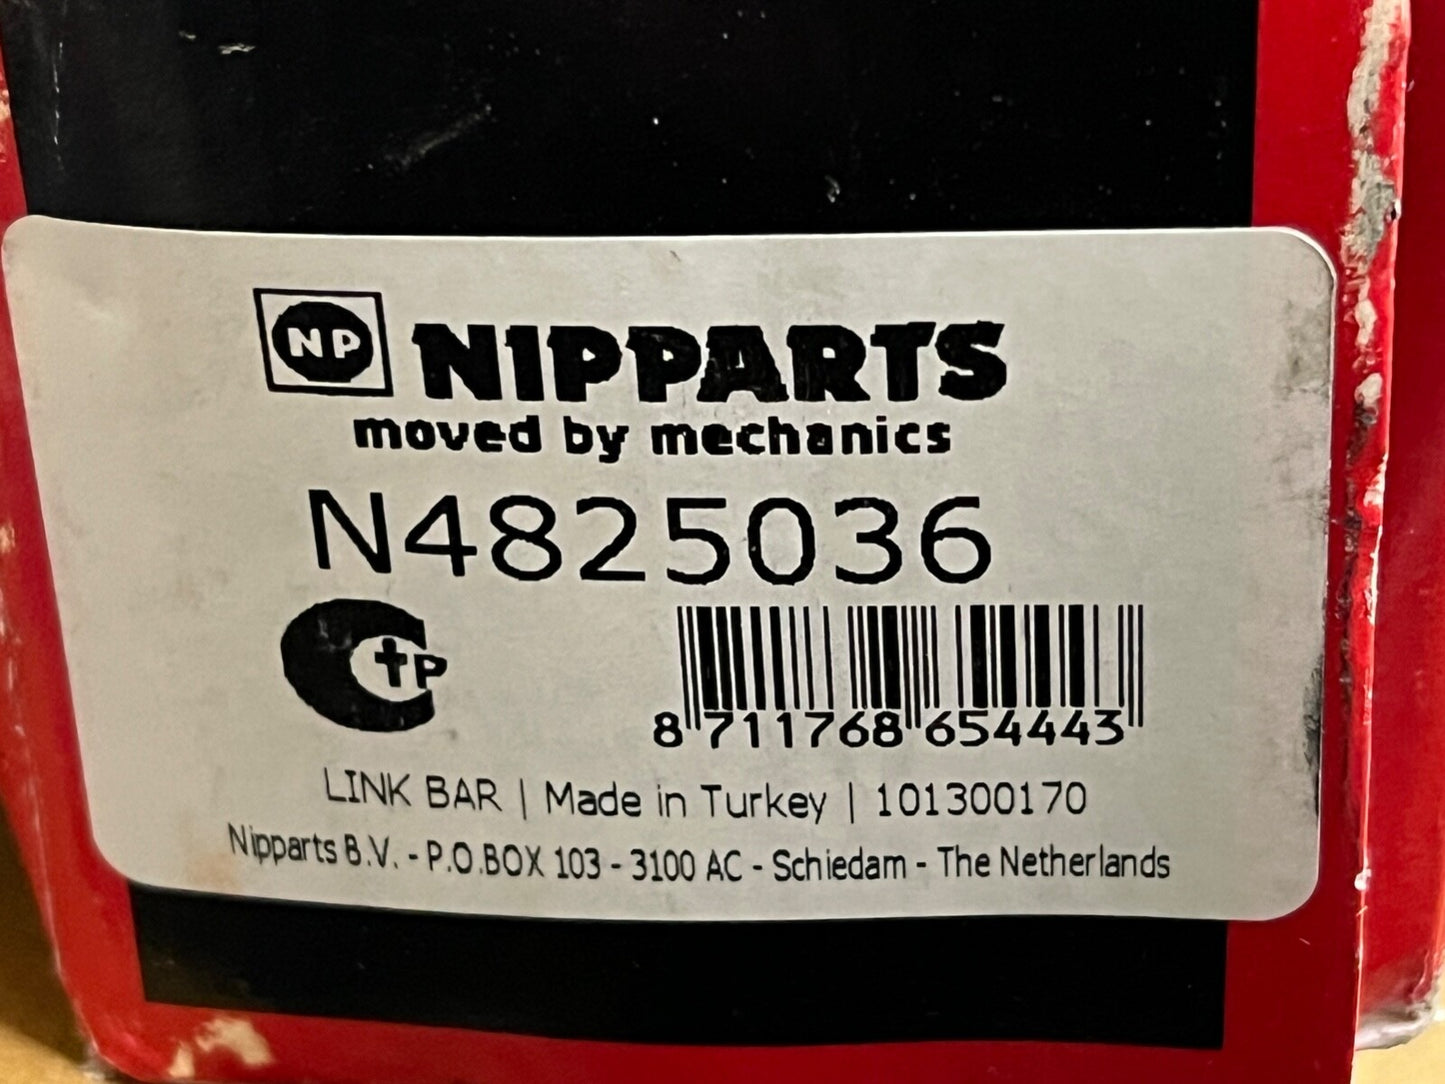 NP NIPPARTS
moved by mechanics
N4825036
CtP
8 711768 654443
LINK BAR | Made in Turkey | 101300170
Nipparts B.V. - P.O.BOX 103 - 3100 AC - Schiedam - The Netherlands